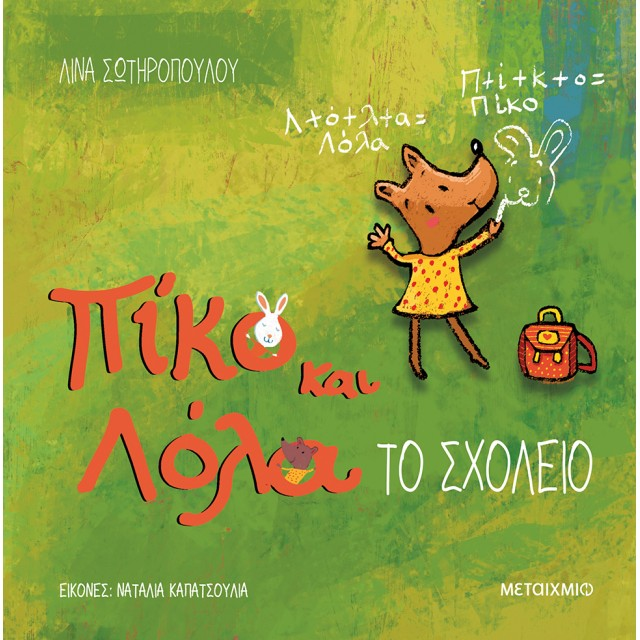 ΛΙΝΑ ΣΩΤΗΡΟΠΟΥΛΟΥ
Π+ί+κ+ο=
Πίκο
Λ+ό+λ+α=
Λόλα
Πίκο
και
Λόλα ΤΟ ΣΧΟΛΕΙΟ
ΕΙΚΟΝΕΣ: ΝΑΤΑΛΙΑ ΚΑΠΑΤΣΟΥΛΙΑ
ΜΕΤΑΙΧΜΙΟ